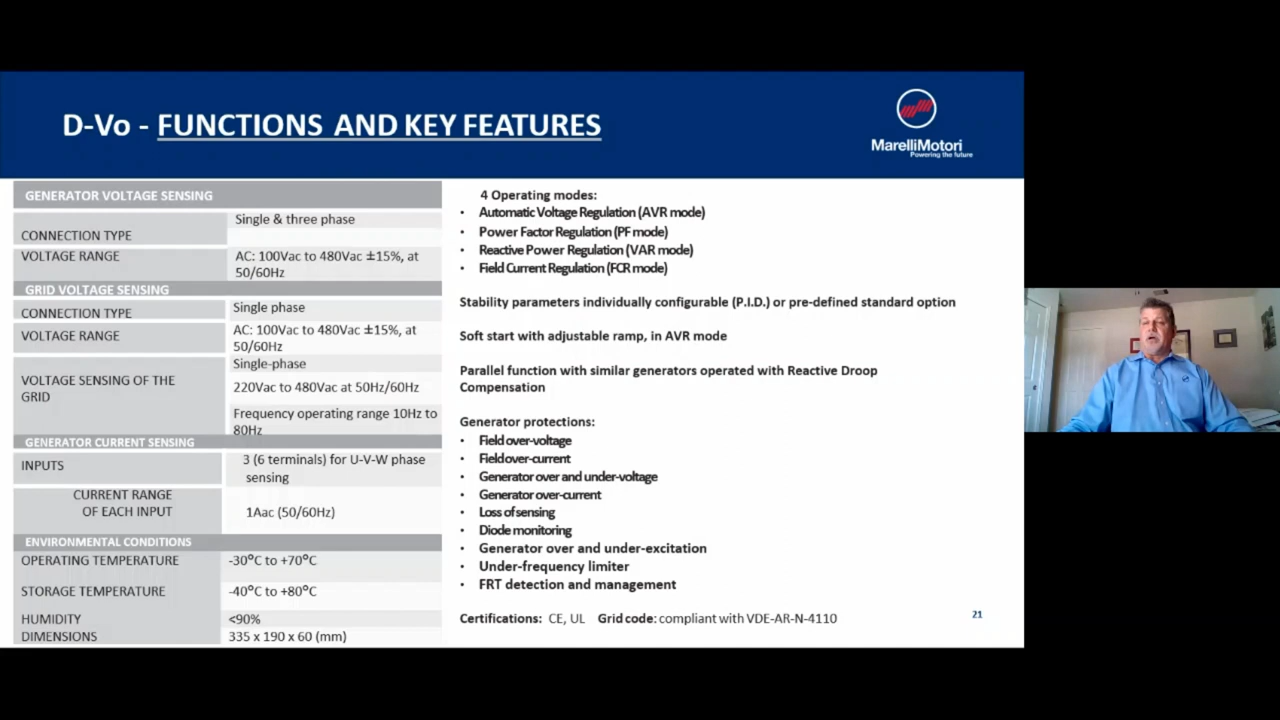 D-Vo - FUNCTIONS AND KEY FEATURES
MarelliMotori
Powering the future
GENERATOR VOLTAGE SENSING
CONNECTION TYPE
Single & three phase
VOLTAGE RANGE
AC: 100Vac to 480Vac ±15%, at
50/60Hz
GRID VOLTAGE SENSING
CONNECTION TYPE
Single phase
VOLTAGE RANGE
AC: 100Vac to 480Vac ±15%, at
50/60Hz
VOLTAGE SENSING OF THE
GRID
Single-phase
220Vac to 480Vac at 50Hz/60Hz
Frequency operating range 10Hz to
80Hz
GENERATOR CURRENT SENSING
INPUTS
3 (6 terminals) for U-V-W phase
sensing
CURRENT RANGE
OF EACH INPUT
1Aac (50/60Hz)
ENVIRONMENTAL CONDITIONS
OPERATING TEMPERATURE
-30°C to +70°C
STORAGE TEMPERATURE
-40°C to +80°C
HUMIDITY
<90%
DIMENSIONS
335 x 190 x 60 (mm)
4 Operating modes:
• Automatic Voltage Regulation (AVR mode)
• Power Factor Regulation (PF mode)
• Reactive Power Regulation (VAR mode)
• Field Current Regulation (FCR mode)
Stability parameters individually configurable (P.I.D.) or pre-defined standard option
Soft start with adjustable ramp, in AVR mode
Parallel function with similar generators operated with Reactive Droop
Compensation
Generator protections:
• Field over-voltage
• Field over-current
• Generator over and under-voltage
• Generator over-current
• Loss of sensing
• Diode monitoring
• Generator over and under-excitation
• Under-frequency limiter
• FRT detection and management
Certifications: CE, UL Grid code: compliant with VDE-AR-N-4110
21